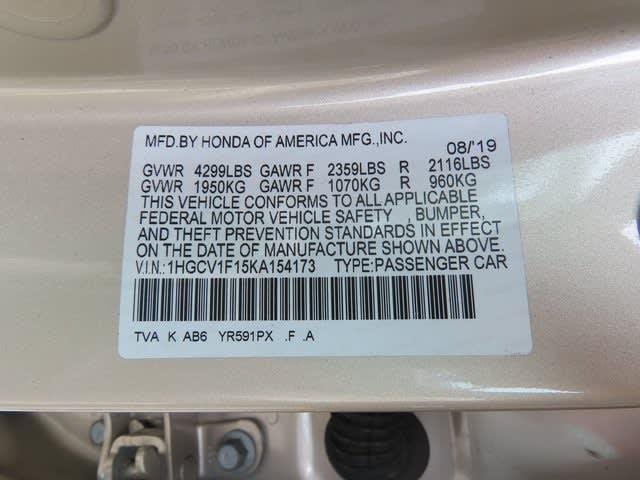 MFD.BY HONDA OF AMERICA MFG.,INC.
08/'19
GVWR 4299LBS GAWR F 2359LBS R 2116LBS
GVWR 1950KG GAWR F 1070KG R 960KG
THIS VEHICLE CONFORMS TO ALL APPLICABLE
FEDERAL MOTOR VEHICLE SAFETY , BUMPER,
AND THEFT PREVENTION STANDARDS IN EFFECT
ON THE DATE OF MANUFACTURE SHOWN ABOVE.
V.I.N.:1HGCV1F15KA154173 TYPE:PASSENGER CAR
TVA K AB6 YR591PX .F .A